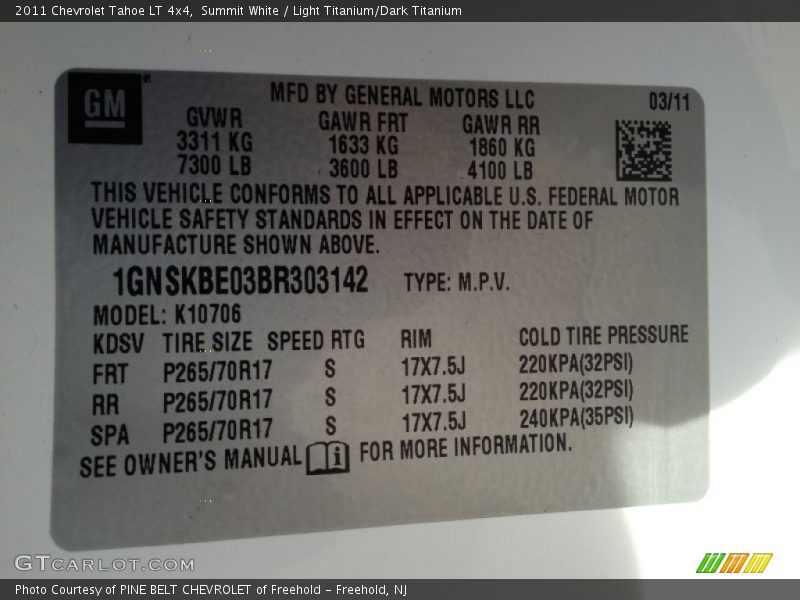 2011 Chevrolet Tahoe LT 4x4,  Summit White / Light Titanium/Dark Titanium
GM®
MFD BY GENERAL MOTORS LLC 03/11
GVWR GAWR FRT GAWR RR
3311 KG 1633 KG 1860 KG
7300 LB 3600 LB 4100 LB
THIS VEHICLE CONFORMS TO ALL APPLICABLE U.S. FEDERAL MOTOR
VEHICLE SAFETY STANDARDS IN EFFECT ON THE DATE OF
MANUFACTURE SHOWN ABOVE.
1GNSKBE03BR303142 TYPE: M.P.V.
MODEL: K10706
KDSV TIRE SIZE SPEED RTG RIM COLD TIRE PRESSURE
FRT P265/70R17 S 17X7.5J 220KPA(32PSI)
RR P265/70R17 S 17X7.5J 220KPA(32PSI)
SPA P265/70R17 S 17X7.5J 240KPA(35PSI)
SEE OWNER'S MANUAL i FOR MORE INFORMATION.
GTCARLOT.COM
Photo Courtesy of PINE BELT CHEVROLET of Freehold - Freehold, NJ